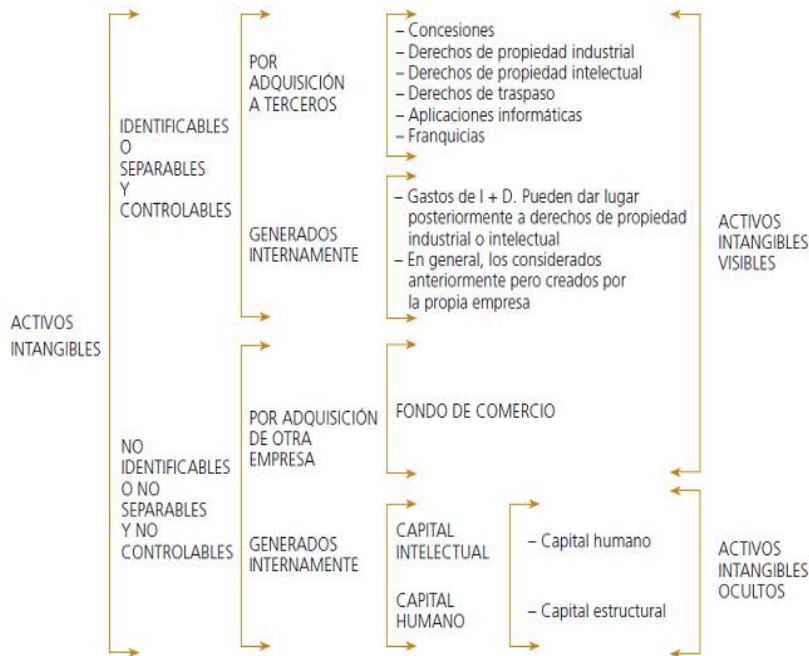 ACTIVOS
INTANGIBLES
IDENTIFICABLES
O
SEPARABLES
Y
CONTROLABLES
POR
ADQUISICIÓN
A TERCEROS
– Concesiones
– Derechos de propiedad industrial
– Derechos de propiedad intelectual
– Derechos de traspaso
– Aplicaciones informáticas
– Franquicias
GENERADOS
INTERNAMENTE
– Gastos de I + D. Pueden dar lugar
posteriormente a derechos de propiedad
industrial o intelectual
– En general, los considerados
anteriormente pero creados por
la propia empresa
ACTIVOS
INTANGIBLES
VISIBLES
NO
IDENTIFICABLES
O NO
SEPARABLES
Y NO
CONTROLABLES
POR ADQUISICIÓN
DE OTRA
EMPRESA
FONDO DE COMERCIO
GENERADOS
INTERNAMENTE
CAPITAL
INTELECTUAL
CAPITAL
HUMANO
– Capital humano
– Capital estructural
ACTIVOS
INTANGIBLES
OCULTOS